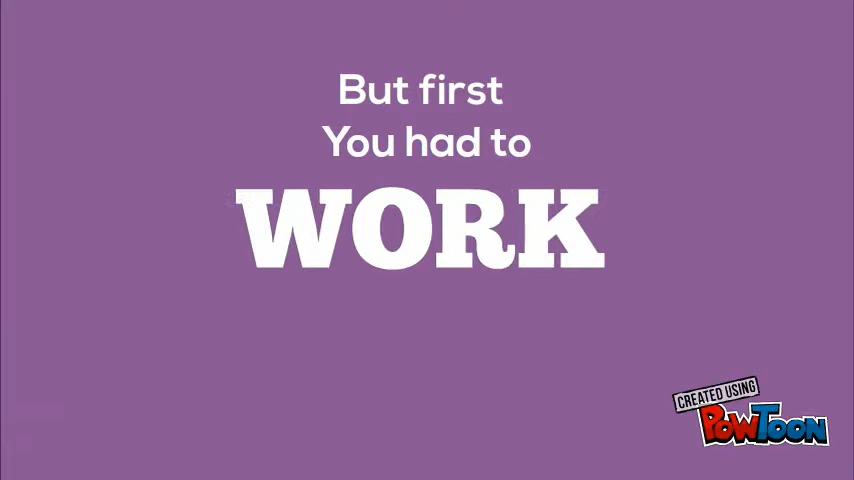 But first
You had to
WORK
CREATED USING
POWTOON